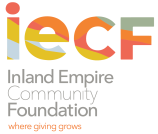 iecf
Inland Empire
Community
Foundation
where giving grows